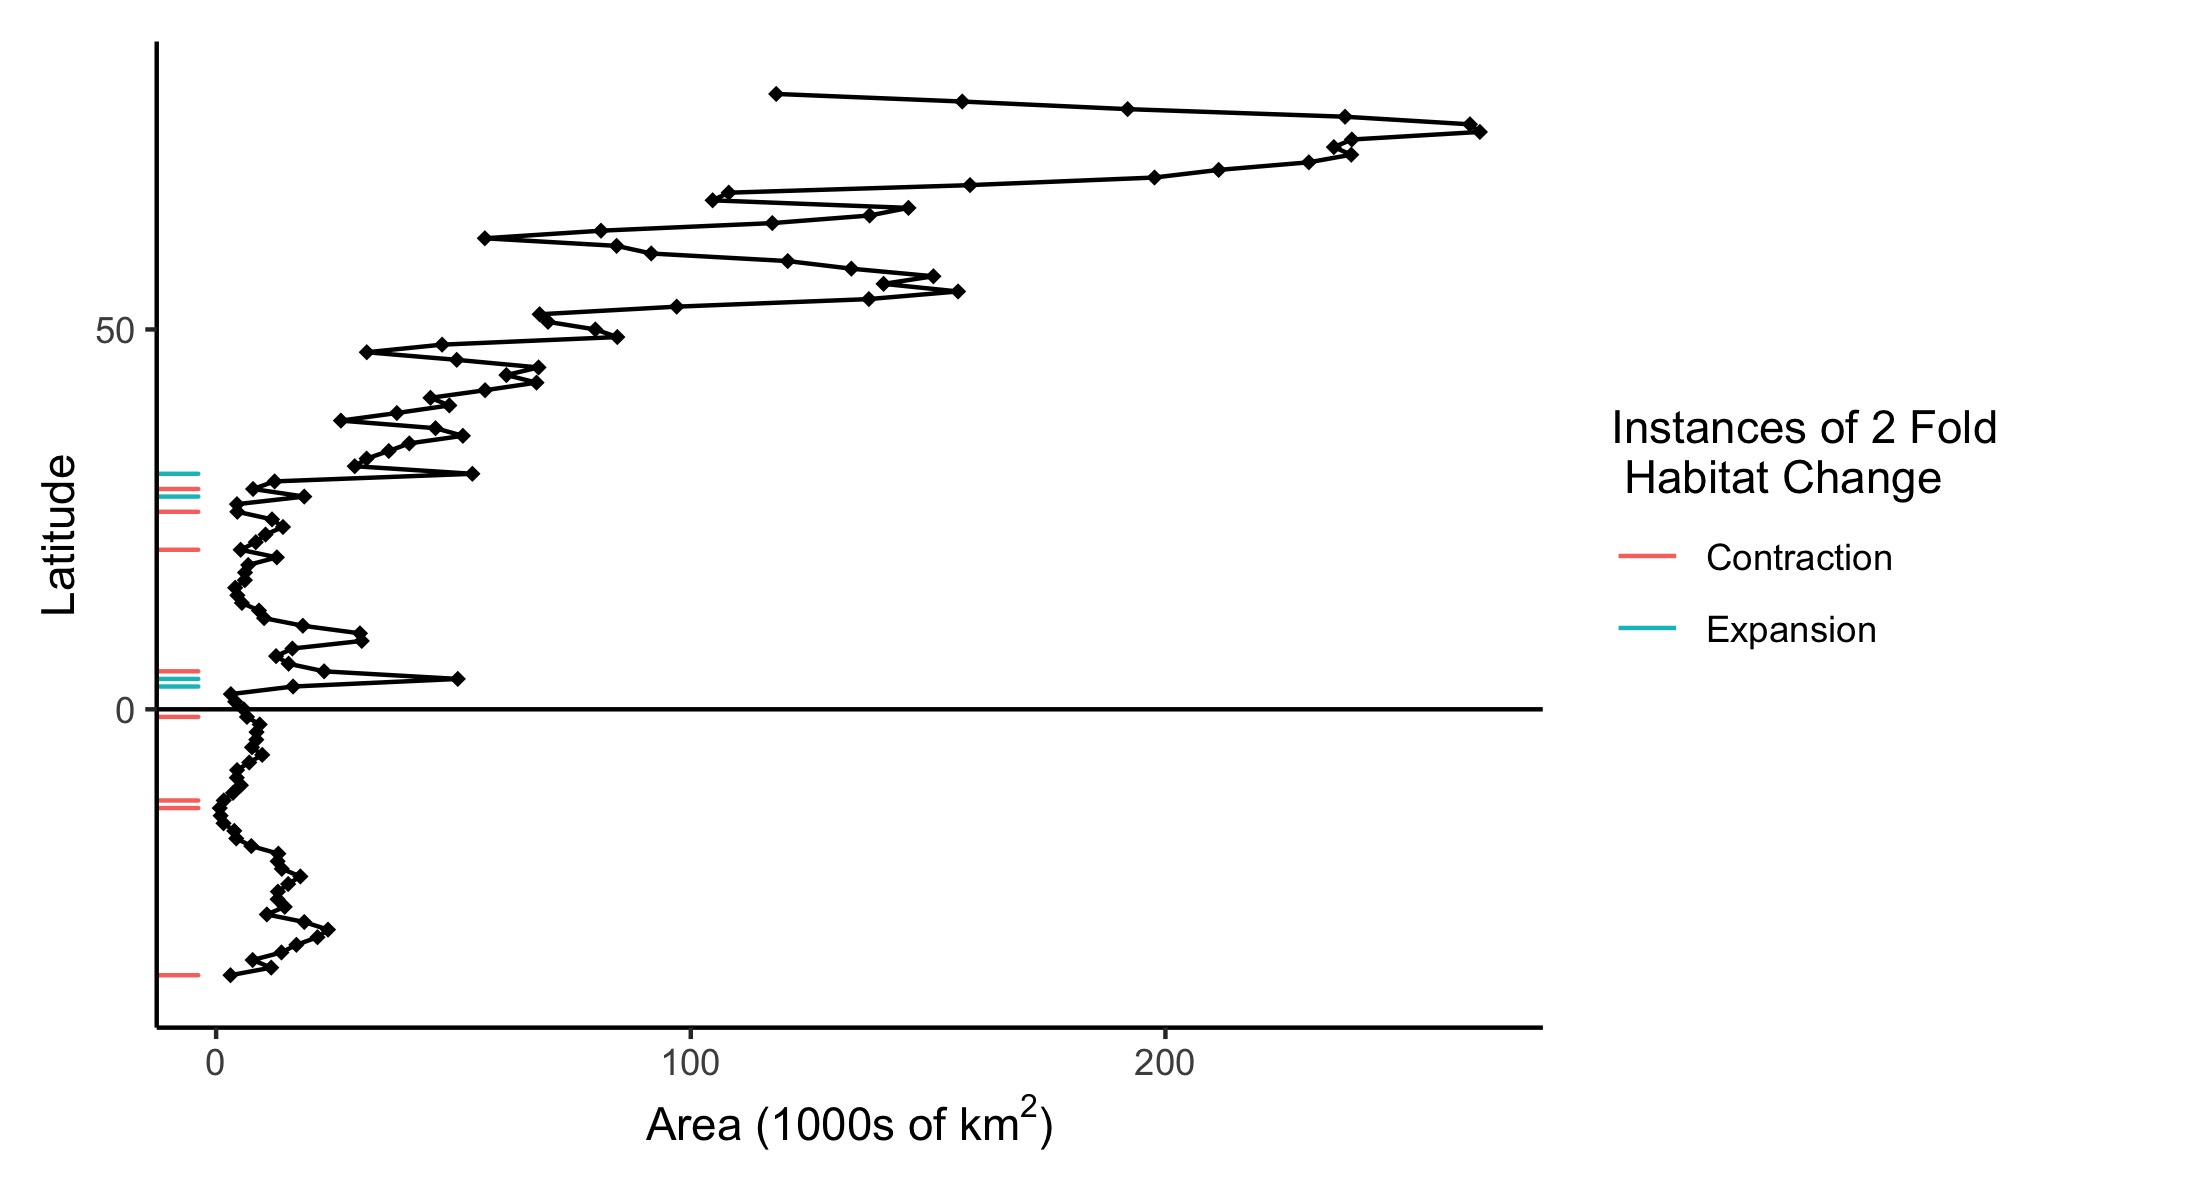 50
0
Latitude
0
100
200
Area (1000s of km²)
Instances of 2 Fold
Habitat Change
Contraction
Expansion